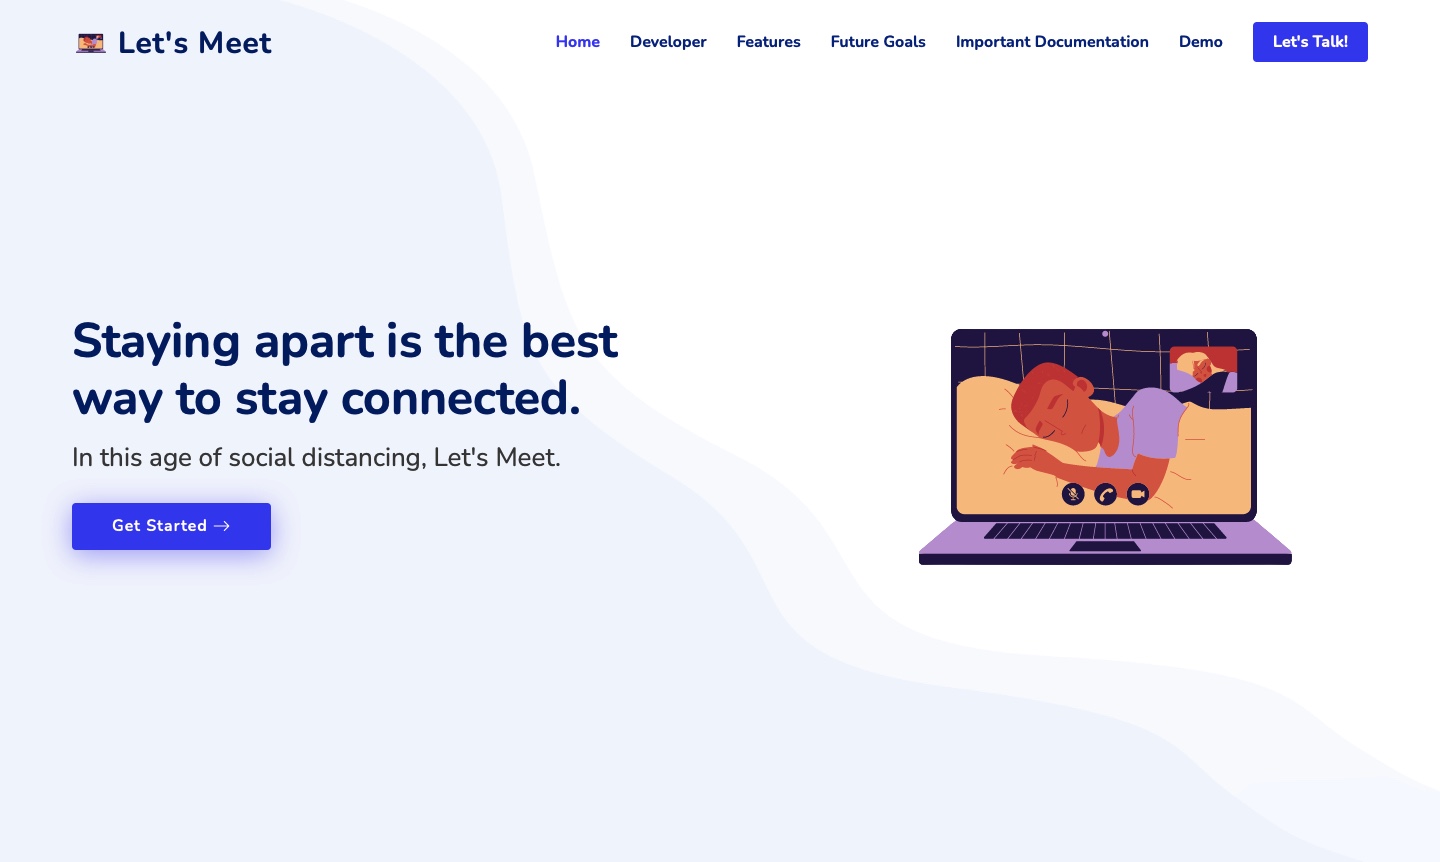 Let's Meet
Home
Developer
Features
Future Goals
Important Documentation
Demo
Let's Talk!
Staying apart is the best
way to stay connected.
In this age of social distancing, Let's Meet.
Get Started →